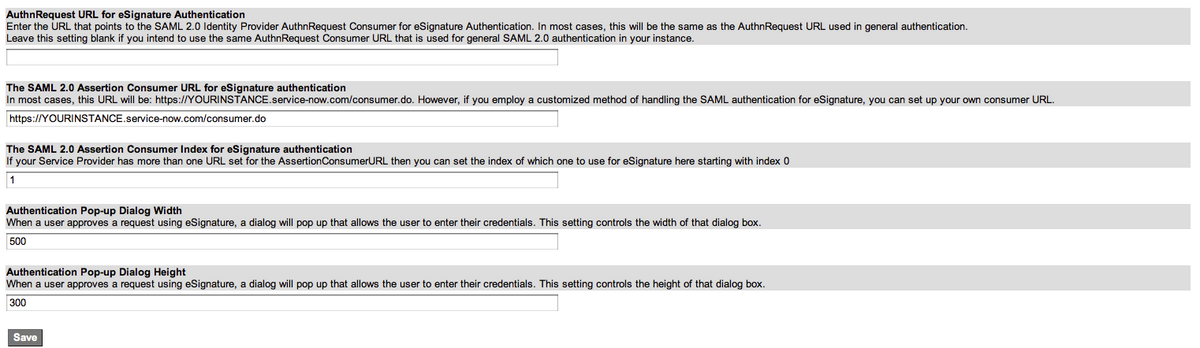 AuthnRequest URL for eSignature Authentication
Enter the URL that points to the SAML 2.0 Identity Provider AuthnRequest Consumer for eSignature Authentication. In most cases, this will be the same as the AuthnRequest URL used in general authentication.
Leave this setting blank if you intend to use the same AuthnRequest Consumer URL that is used for general SAML 2.0 authentication in your instance.
The SAML 2.0 Assertion Consumer URL for eSignature authentication
In most cases, this URL will be: https://YOURINSTANCE.service-now.com/consumer.do. However, if you employ a customized method of handling the SAML authentication for eSignature, you can set up your own consumer URL.
https://YOURINSTANCE.service-now.com/consumer.do
The SAML 2.0 Assertion Consumer Index for eSignature authentication
If your Service Provider has more than one URL set for the AssertionConsumerURL then you can set the index of which one to use for eSignature here starting with index 0
1
Authentication Pop-up Dialog Width
When a user approves a request using eSignature, a dialog will pop up that allows the user to enter their credentials. This setting controls the width of that dialog box.
500
Authentication Pop-up Dialog Height
When a user approves a request using eSignature, a dialog will pop up that allows the user to enter their credentials. This setting controls the height of that dialog box.
300
Save